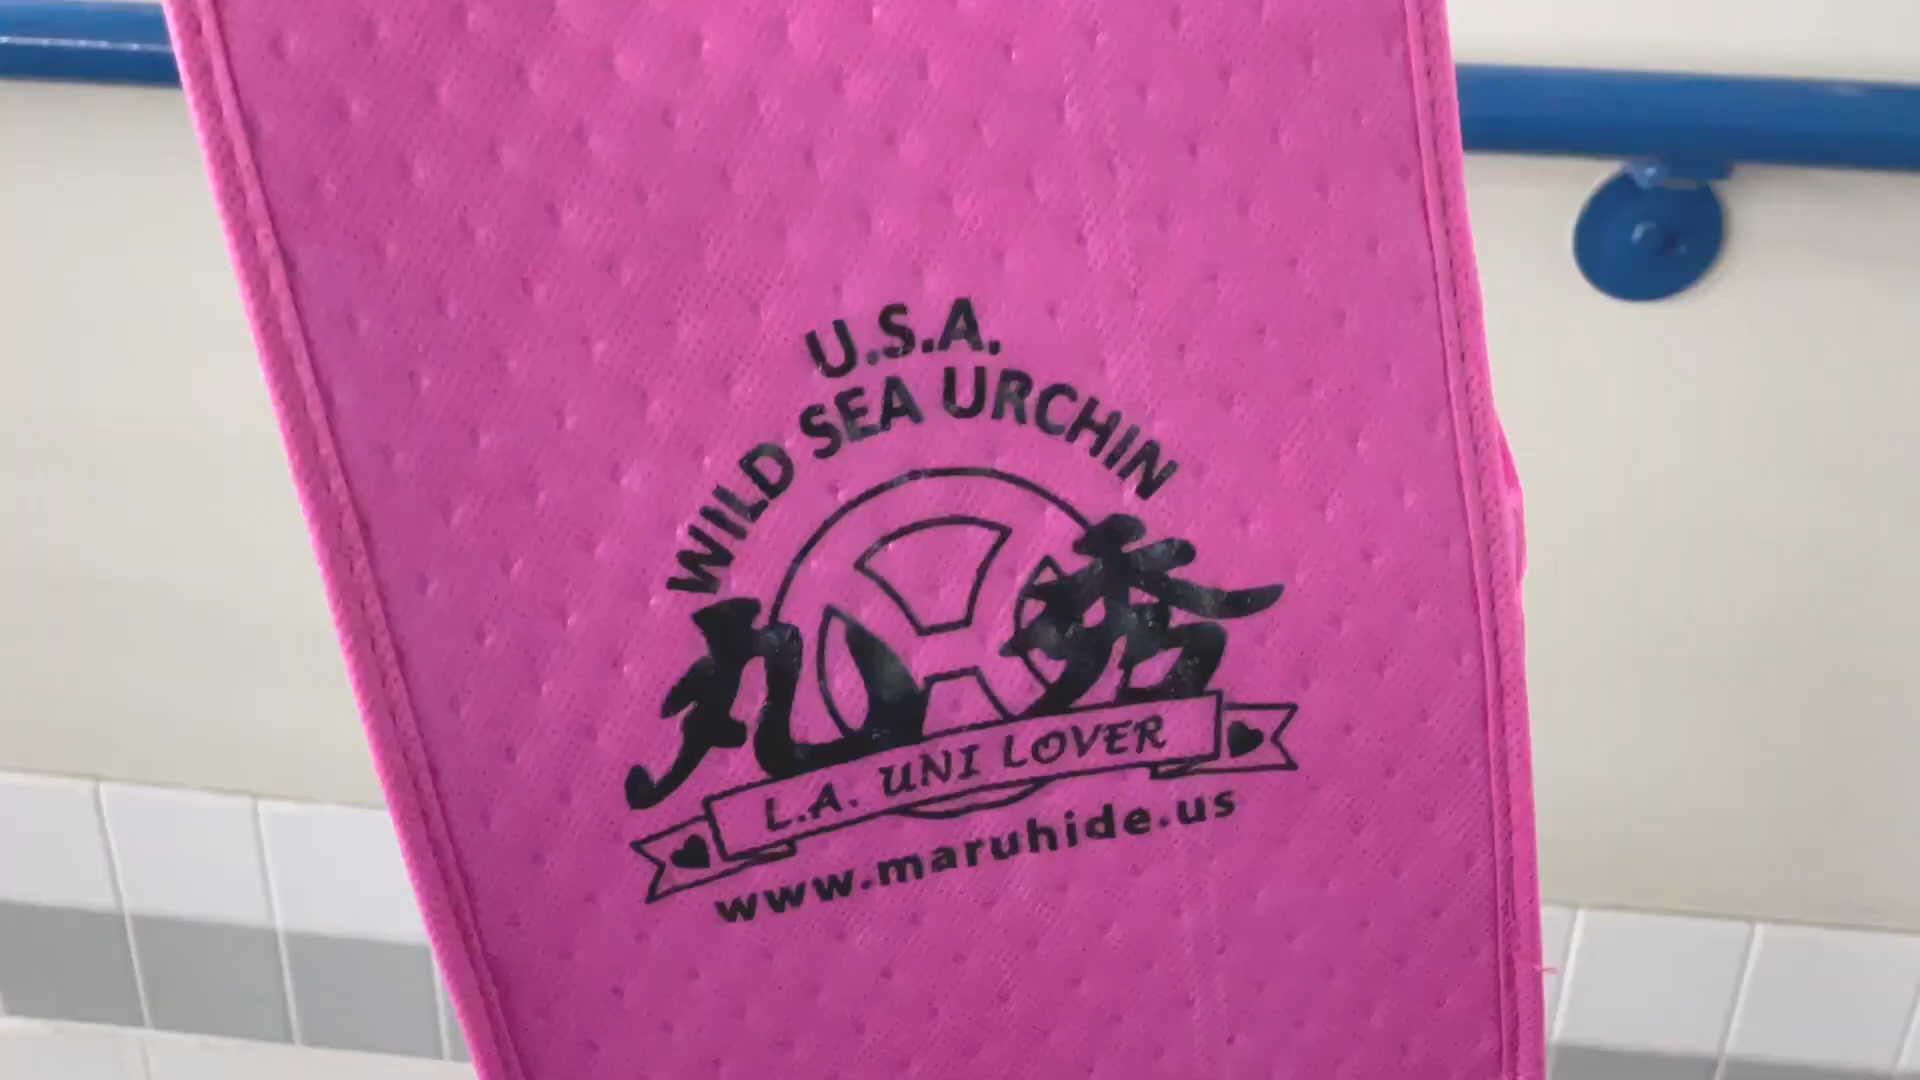 U.S.A.
WILD SEA URCHIN
丸秀
L.A. UNI LOVER
www.maruhide.us